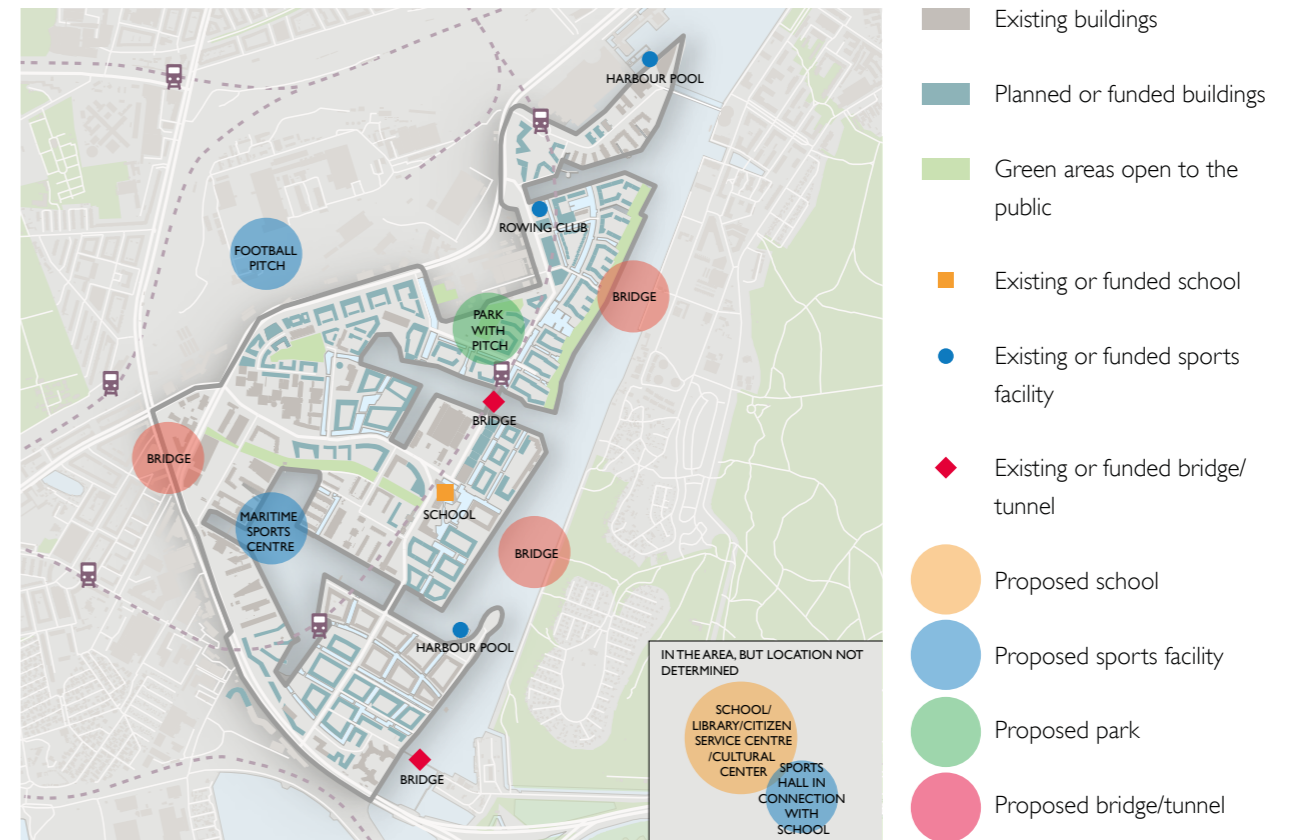 HARBOUR POOL
ROWING CLUB
FOOTBALL
PITCH
BRIDGE
PARK
WITH
PITCH
BRIDGE
BRIDGE
SCHOOL
MARITIME
SPORTS
CENTRE
BRIDGE
HARBOUR POOL
BRIDGE
IN THE AREA, BUT LOCATION NOT
DETERMINED
SCHOOL/
LIBRARY/CITIZEN
SERVICE CENTRE
/CULTURAL
CENTER
SPORTS
HALL IN
CONNECTION
WITH
SCHOOL
Existing buildings
Planned or funded buildings
Green areas open to the
public
Existing or funded school
Existing or funded sports
facility
Existing or funded bridge/
tunnel
Proposed school
Proposed sports facility
Proposed park
Proposed bridge/tunnel